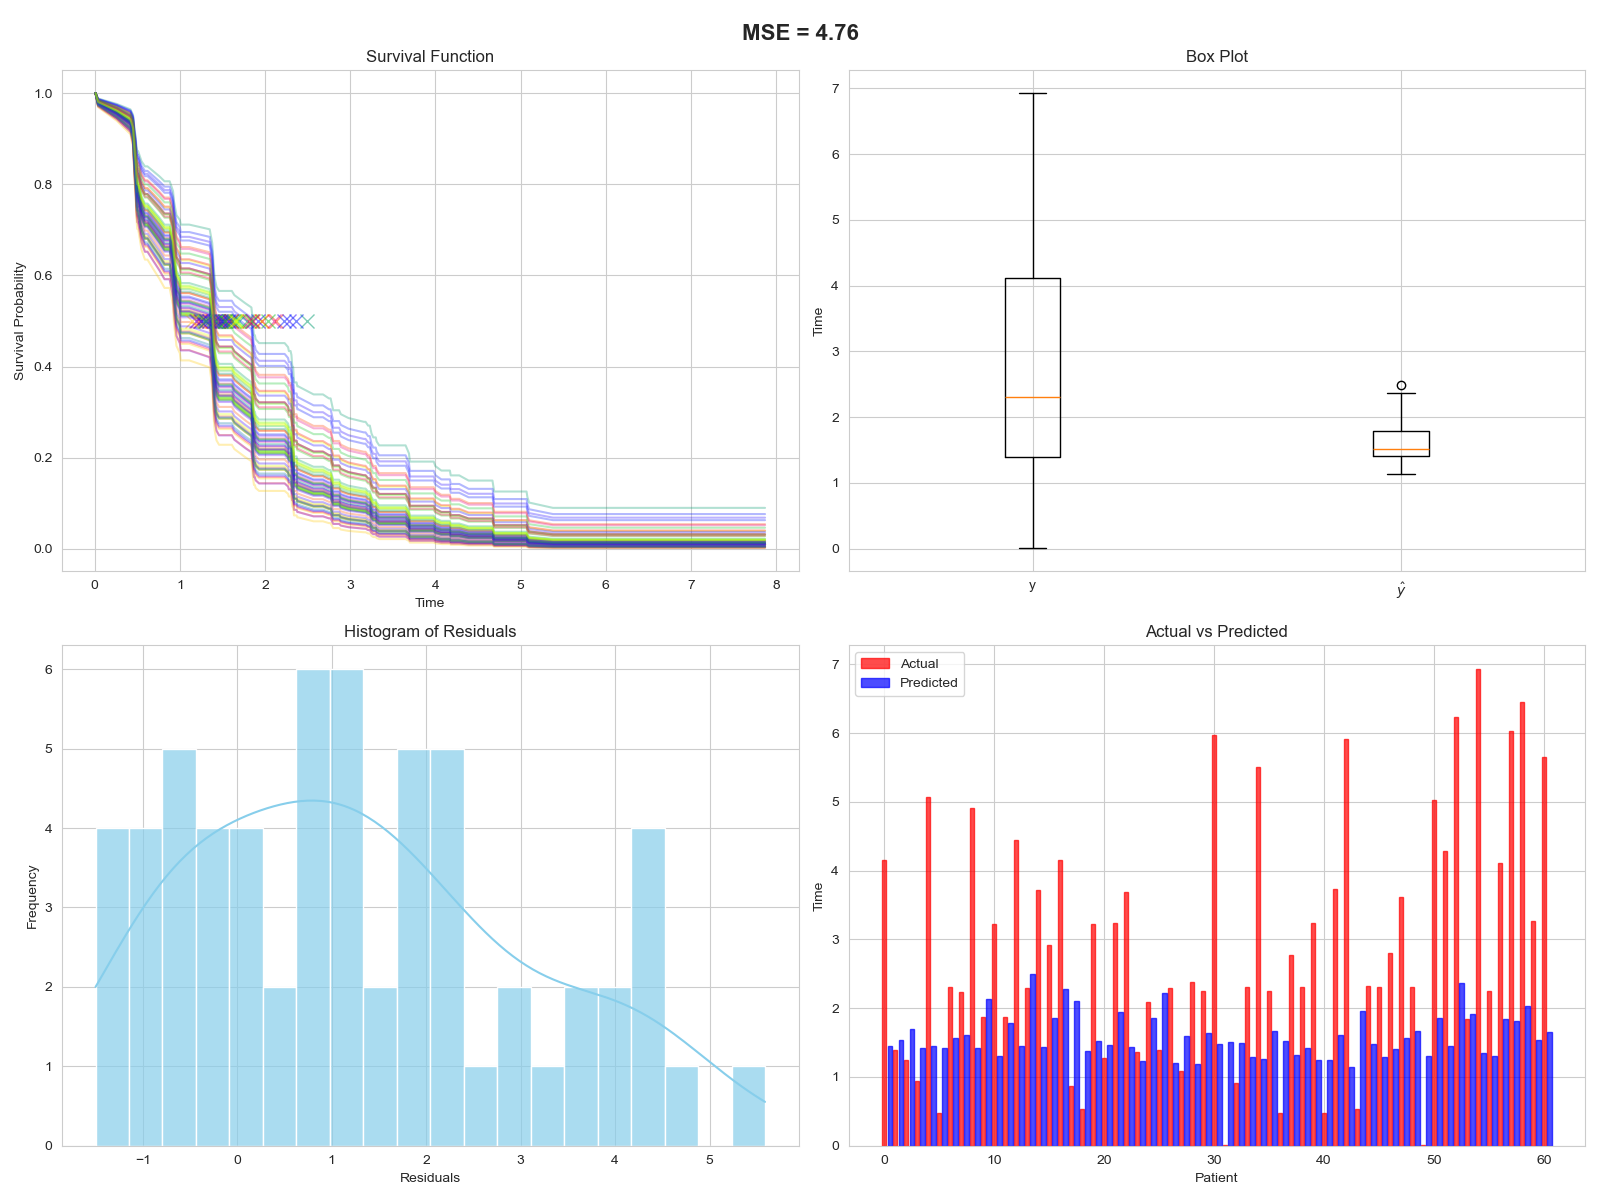 MSE = 4.76
Survival Function
Survival Probability
1.0
0.8
0.6
0.4
0.2
0.0
0 1 2 3 4 5 6 7 8
Time
Box Plot
Time
7
6
5
4
3
2
1
0
y ŷ
Histogram of Residuals
Frequency
6
5
4
3
2
1
0
−1 0 1 2 3 4 5
Residuals
Actual vs Predicted
Actual
Predicted
Time
7
6
5
4
3
2
1
0
0 10 20 30 40 50 60
Patient